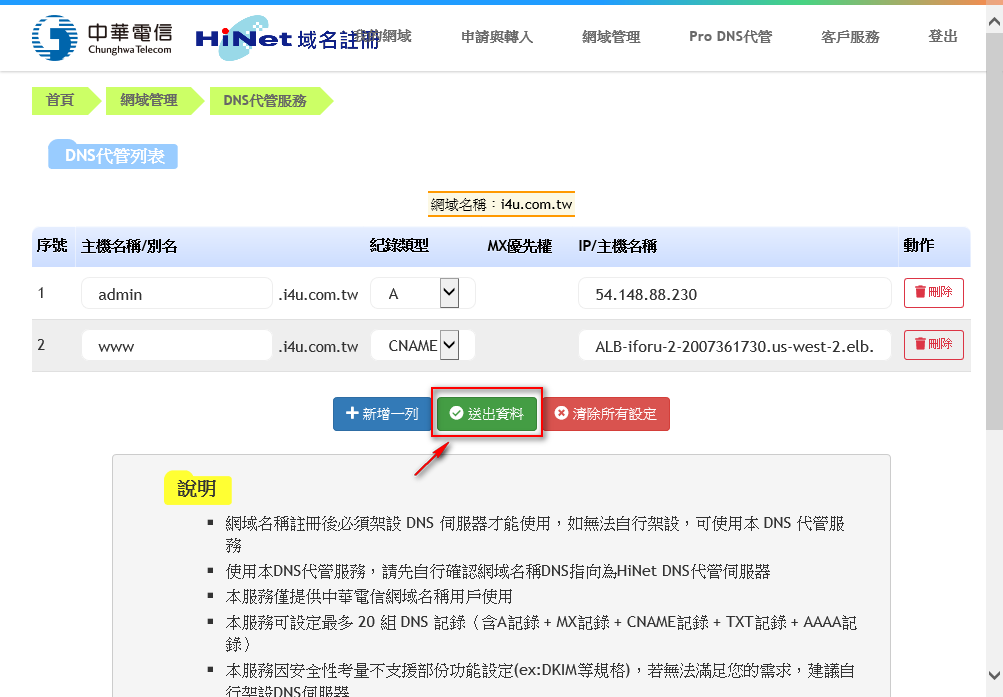 中華電信
Chunghwa Telecom
HiNet 域名註冊
我的網域 申請與轉入 網域管理 Pro DNS代管 客戶服務 登出
首頁 網域管理 DNS代管服務
DNS代管列表
網域名稱：i4u.com.tw
序號 主機名稱/別名 紀錄類型 MX優先權 IP/主機名稱 動作
1 admin .i4u.com.tw A 54.148.88.230 刪除
2 www .i4u.com.tw CNAME ALB-iforu-2-2007361730.us-west-2.elb. 刪除
新增一列 送出資料 清除所有設定
說明
▪ 網域名稱註冊後必須架設 DNS 伺服器才能使用，如無法自行架設，可使用本 DNS 代管服
務
▪ 使用本DNS代管服務，請先自行確認網域名稱DNS指向為HiNet DNS代管伺服器
▪ 本服務僅提供中華電信網域名稱用戶使用
▪ 本服務可設定最多 20 組 DNS 記錄（含A記錄 + MX記錄 + CNAME記錄 + TXT記錄 + AAAA記
錄）
▪ 本服務因安全性考量不支援部份功能設定(ex:DKIM等規格)，若無法滿足您的需求，建議自
行架設DNS伺服器